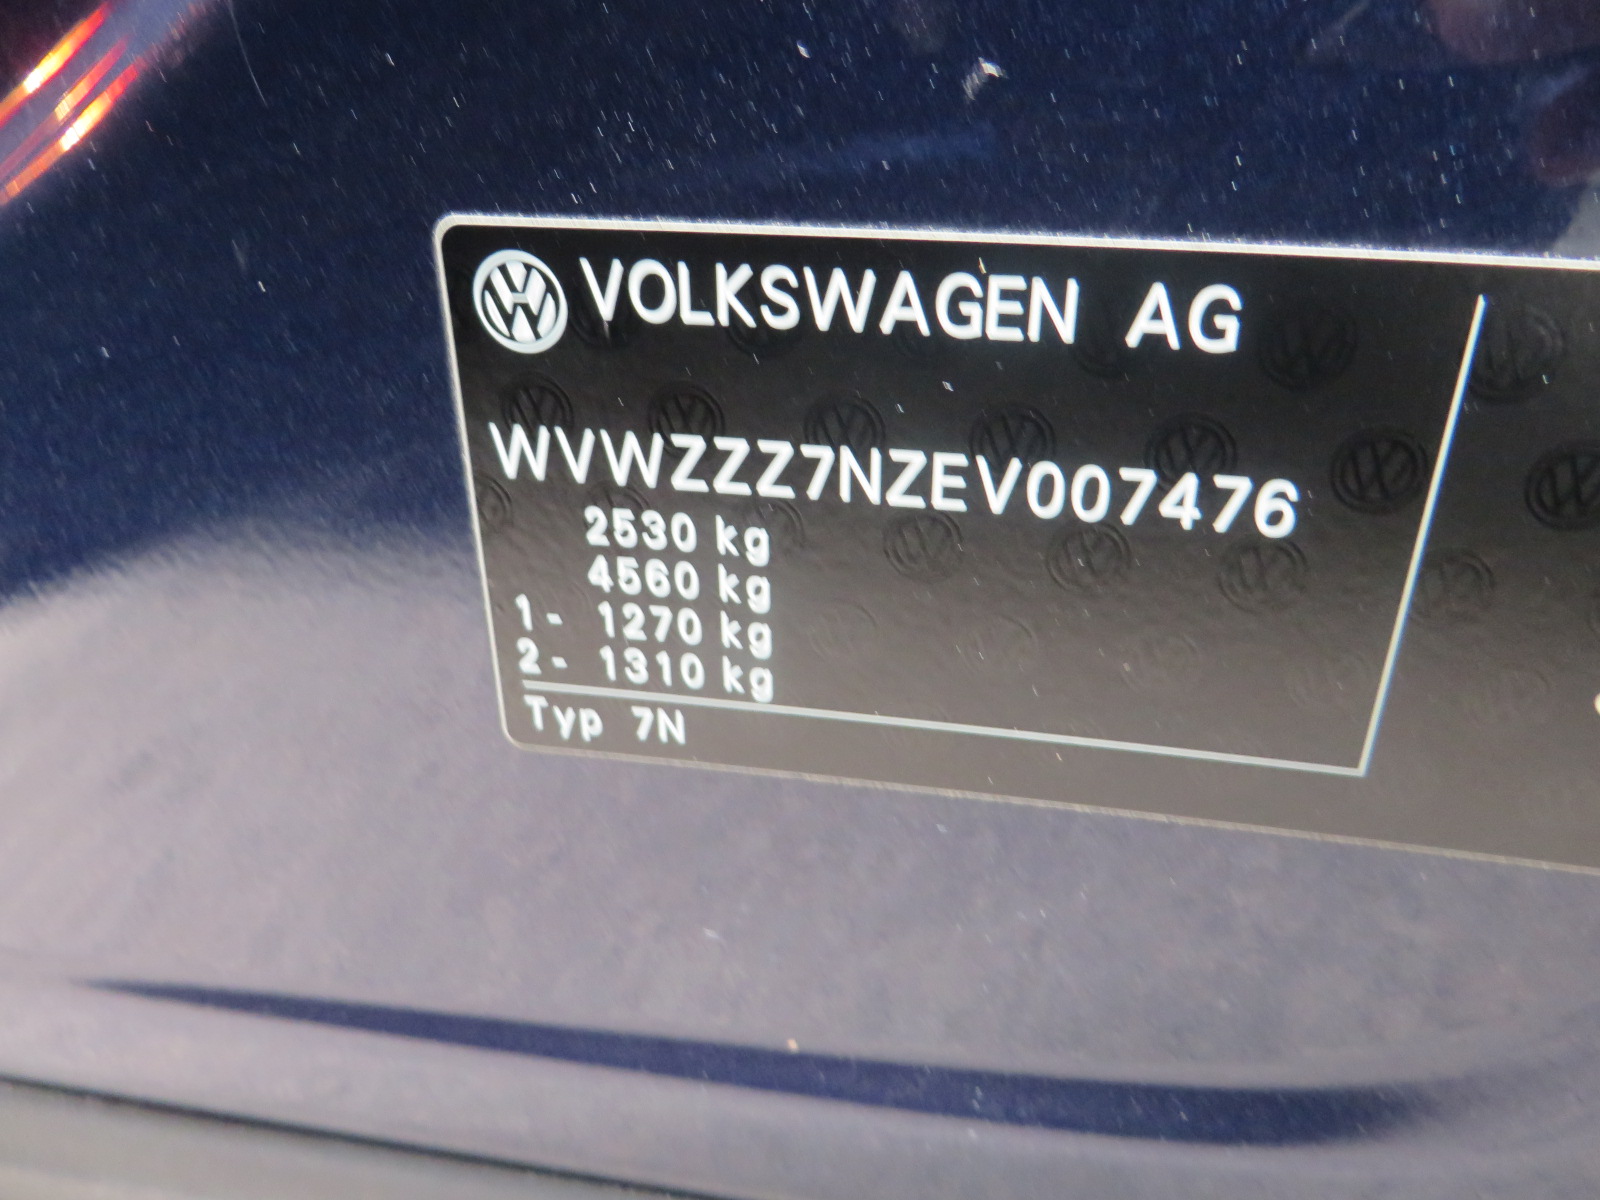 VOLKSWAGEN AG
WVWZZZ7NZEV007476
2530 kg
4560 kg
1- 1270 kg
2- 1310 kg
Typ 7N